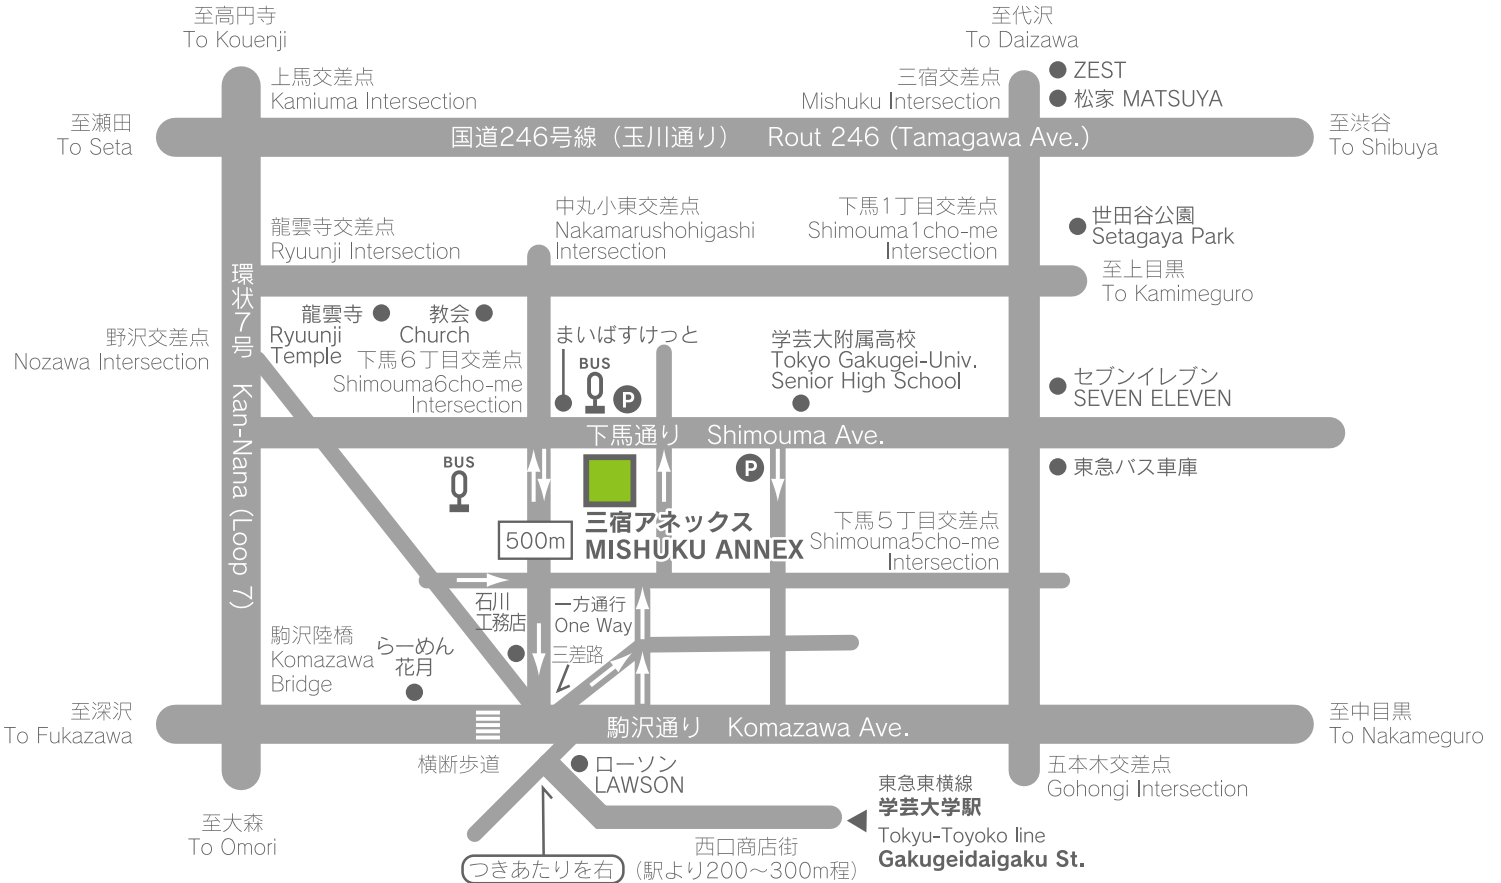 至高円寺
To Kouenji
至代沢
To Daizawa
上馬交差点
Kamiuma Intersection
三宿交差点
Mishuku Intersection
ZEST
松家 MATSUYA
至瀬田
To Seta
国道246号線（玉川通り） Rout 246 (Tamagawa Ave.)
至渋谷
To Shibuya
龍雲寺交差点
Ryuunji Intersection
中丸小東交差点
Nakamarushohigashi
Intersection
下馬1丁目交差点
Shimouma1cho-me
Intersection
世田谷公園
Setagaya Park
至上目黒
To Kamimeguro
環状7号 Kan-Nana (Loop 7)
龍雲寺
Ryuunji
Temple
教会
Church
野沢交差点
Nozawa Intersection
下馬６丁目交差点
Shimouma6cho-me
Intersection
まいばすけっと
BUS
P
学芸大附属高校
Tokyo Gakugei-Univ.
Senior High School
セブンイレブン
SEVEN ELEVEN
下馬通り Shimouma Ave.
BUS
P
東急バス車庫
500m
三宿アネックス
MISHUKU ANNEX
下馬５丁目交差点
Shimouma5cho-me
Intersection
石川
工務店
一方通行
One Way
三差路
駒沢陸橋
Komazawa
Bridge
らーめん
花月
至深沢
To Fukazawa
駒沢通り Komazawa Ave.
至中目黒
To Nakameguro
横断歩道
ローソン
LAWSON
五本木交差点
Gohongi Intersection
至大森
To Omori
つきあたりを右
西口商店街
（駅より200～300m程）
東急東横線
学芸大学駅
Tokyu-Toyoko line
Gakugeidaigaku St.